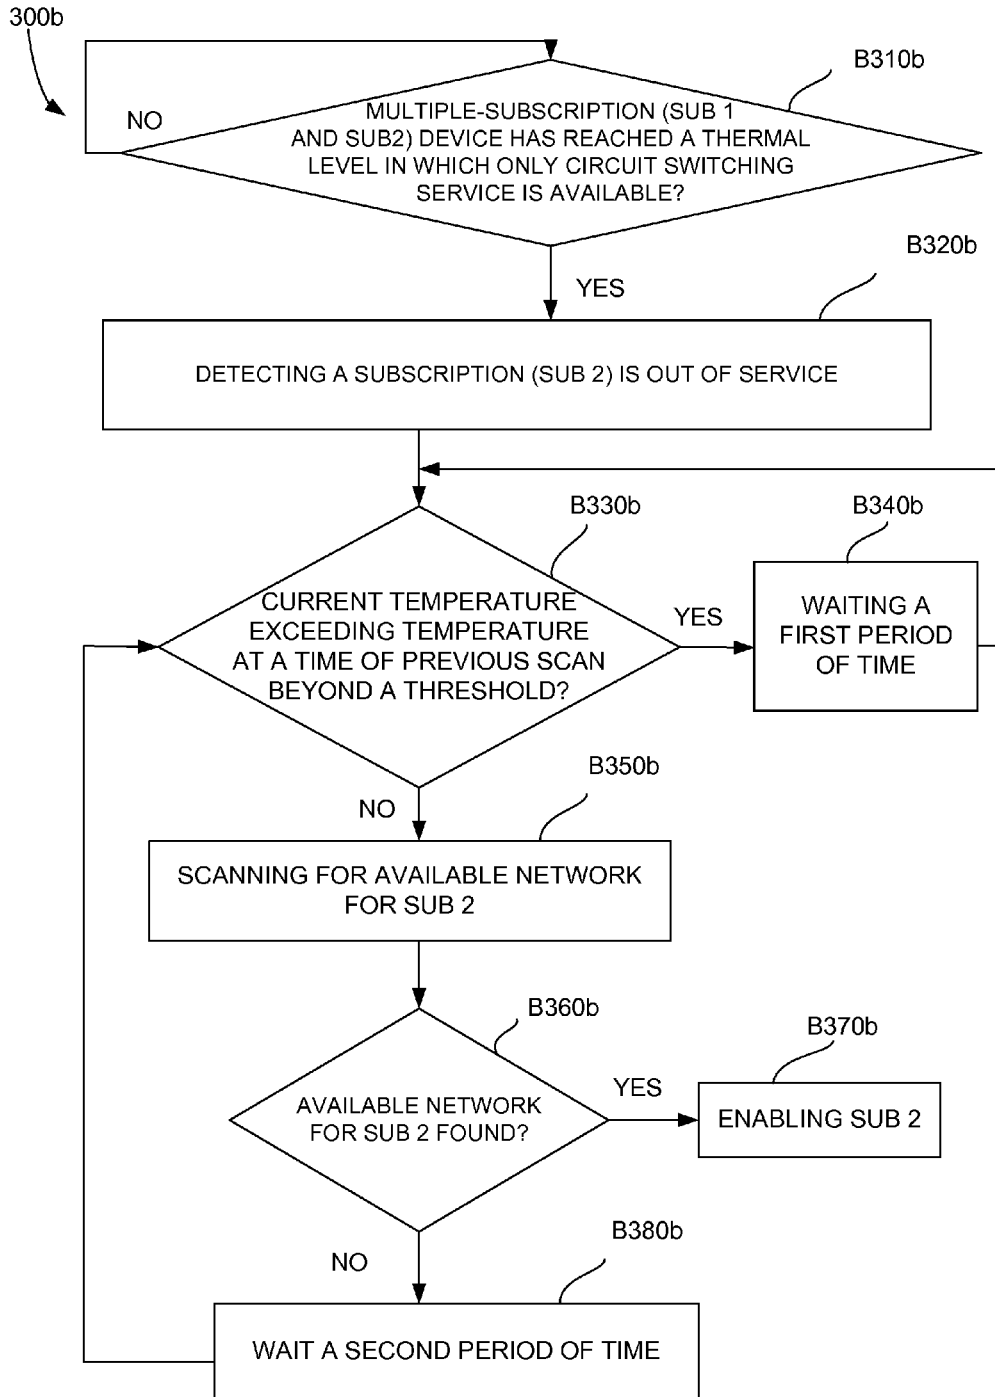 300b
B310b
NO
MULTIPLE-SUBSCRIPTION (SUB 1
AND SUB2) DEVICE HAS REACHED A THERMAL
LEVEL IN WHICH ONLY CIRCUIT SWITCHING
SERVICE IS AVAILABLE?
B320b
YES
DETECTING A SUBSCRIPTION (SUB 2) IS OUT OF SERVICE
B330b
B340b
CURRENT TEMPERATURE
EXCEEDING TEMPERATURE
AT A TIME OF PREVIOUS SCAN
BEYOND A THRESHOLD?
YES
WAITING A
FIRST PERIOD
OF TIME
B350b
NO
SCANNING FOR AVAILABLE NETWORK
FOR SUB 2
B360b
B370b
AVAILABLE NETWORK
FOR SUB 2 FOUND?
YES
ENABLING SUB 2
B380b
NO
WAIT A SECOND PERIOD OF TIME